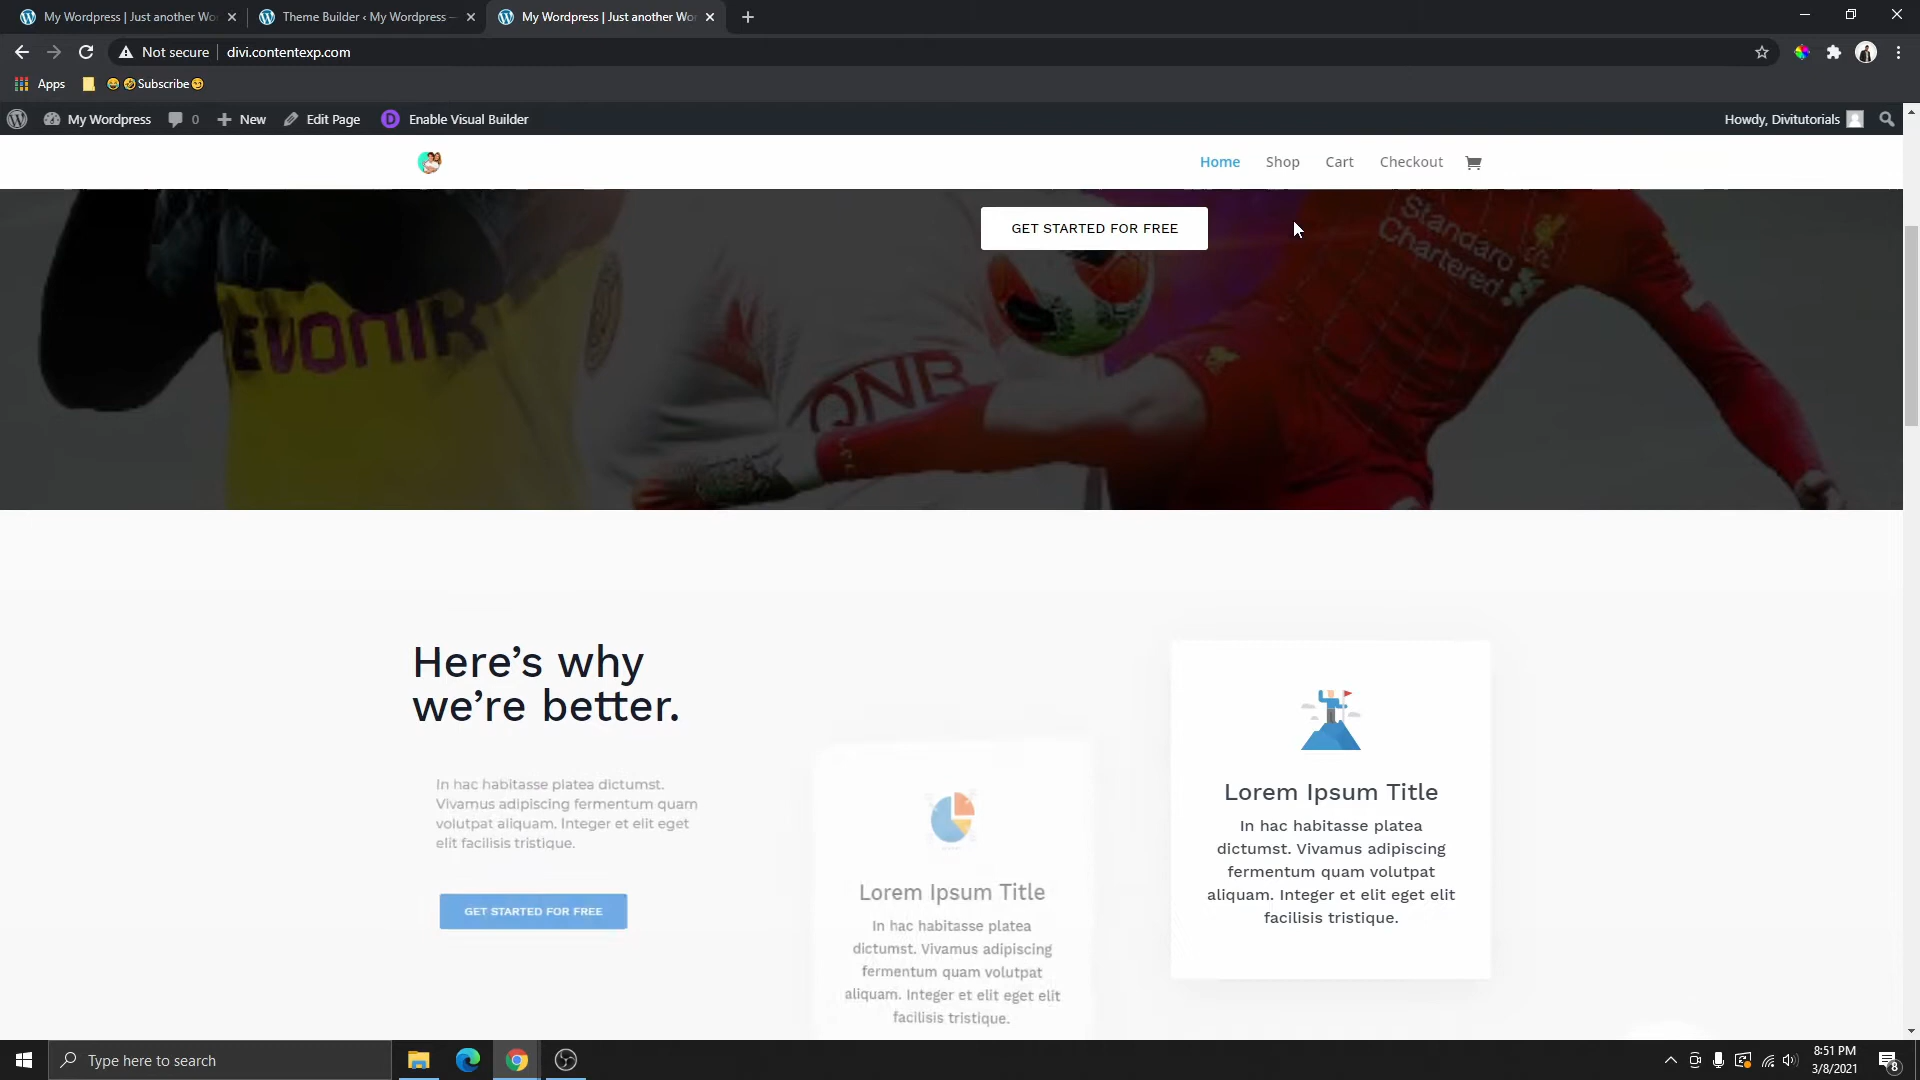 My Wordpress | Just another Wo
Theme Builder ‹ My Wordpress —
My Wordpress | Just another Wo
Not secure
divi.contentexp.com
Apps
😂🤣Subscribe😏
My Wordpress
0
New
Edit Page
D
Enable Visual Builder
Howdy, Divitutorials
Home
Shop
Cart
Checkout
GET STARTED FOR FREE
Standard
Chartered
EVONIK
QNB
Here's why
we're better.
In hac habitasse platea dictumst.
Vivamus adipiscing fermentum quam
volutpat aliquam. Integer et elit eget
elit facilisis tristique.
GET STARTED FOR FREE
Lorem Ipsum Title
In hac habitasse platea
dictumst. Vivamus adipiscing
fermentum quam volutpat
aliquam. Integer et elit eget elit
facilisis tristique.
Lorem Ipsum Title
In hac habitasse platea
dictumst. Vivamus adipiscing
fermentum quam volutpat
aliquam. Integer et elit eget elit
facilisis tristique.
Type here to search
8:51 PM
3/8/2021
8